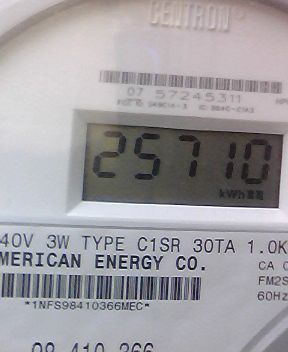 CENTRON
07 57245311
25710
kWh
40V 3W TYPE C1SR 30TA 1.0K
MERICAN ENERGY CO.
CA 0
FM2S
60Hz
*1NFS98410366MEC*
98 410 366